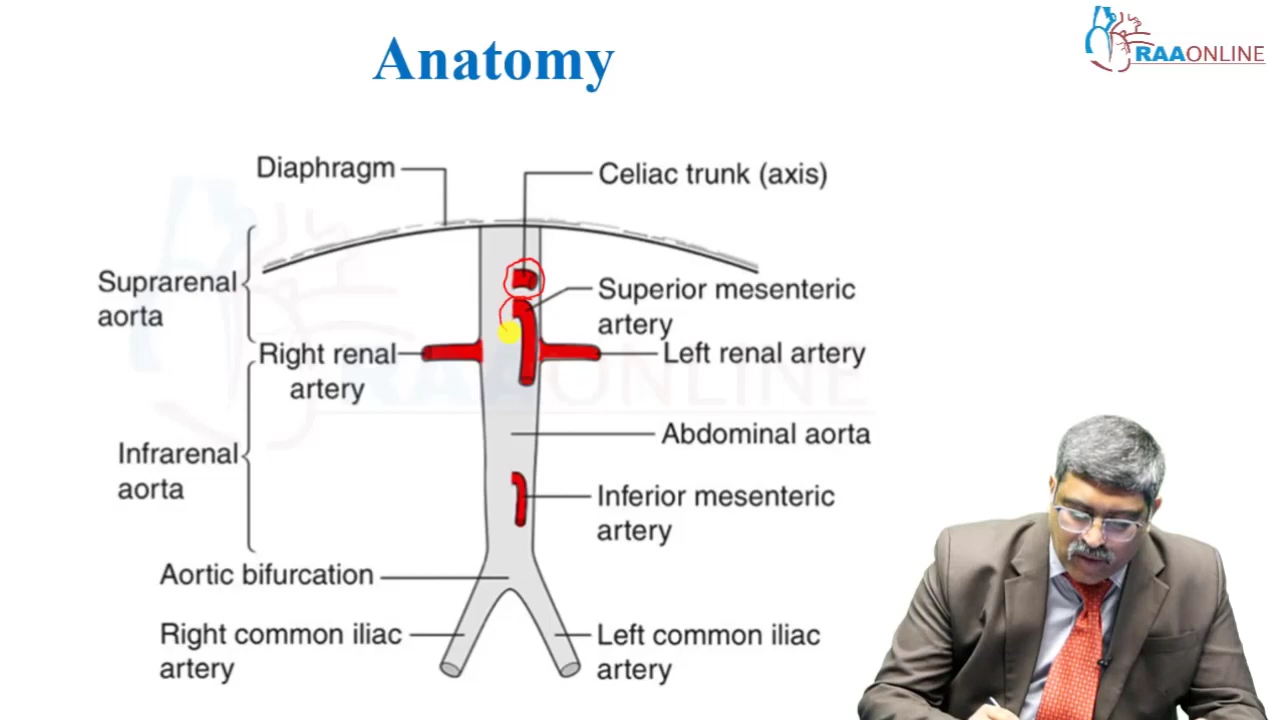 Anatomy
RAAONLINE
Diaphragm
Celiac trunk (axis)
Suprarenal
aorta
Superior mesenteric
artery
Right renal
artery
Left renal artery
RAAONLINE
Abdominal aorta
Infrarenal
aorta
Inferior mesenteric
artery
Aortic bifurcation
Right common iliac
artery
Left common iliac
artery